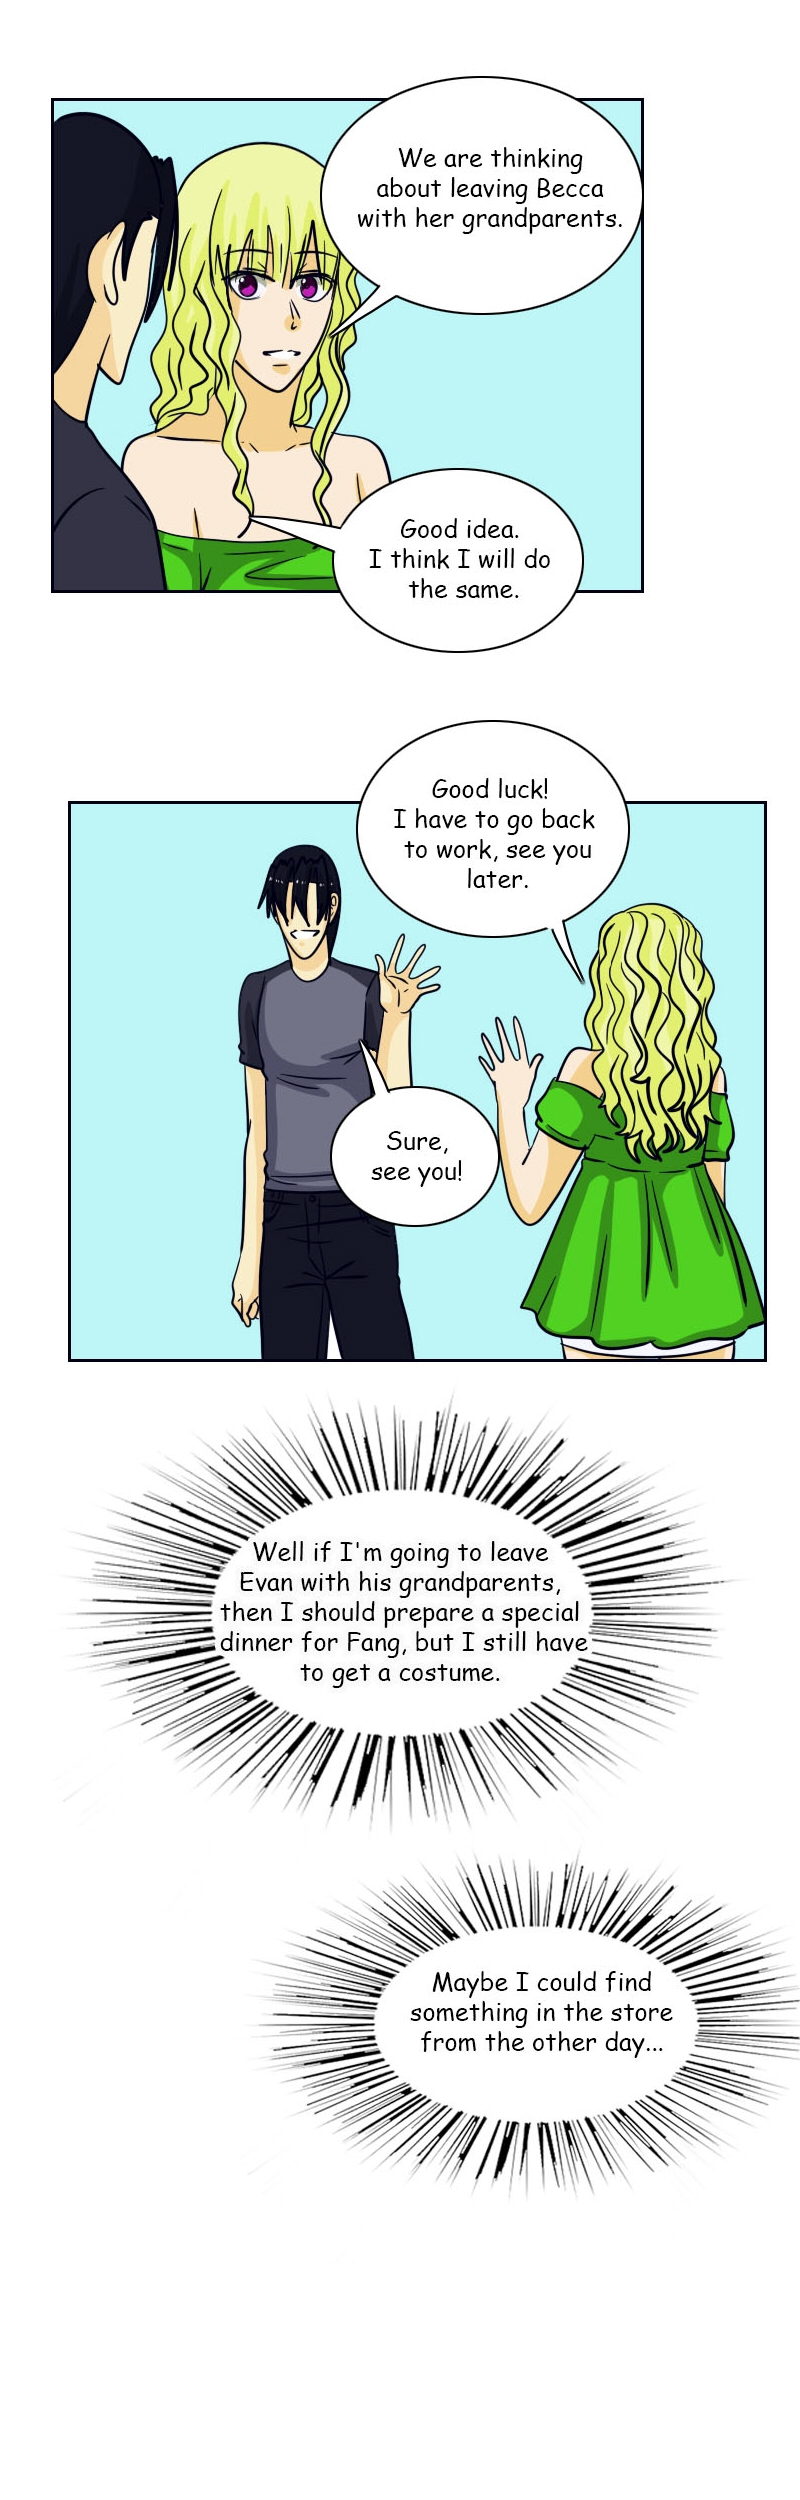 We are thinking
about leaving Becca
with her grandparents.
Good idea.
I think I will do
the same.
Good luck!
I have to go back
to work, see you
later.
Sure,
see you!
Well if I'm going to leave
Evan with his grandparents,
then I should prepare a special
dinner for Fang, but I still have
to get a costume.
Maybe I could find
something in the store
from the other day...